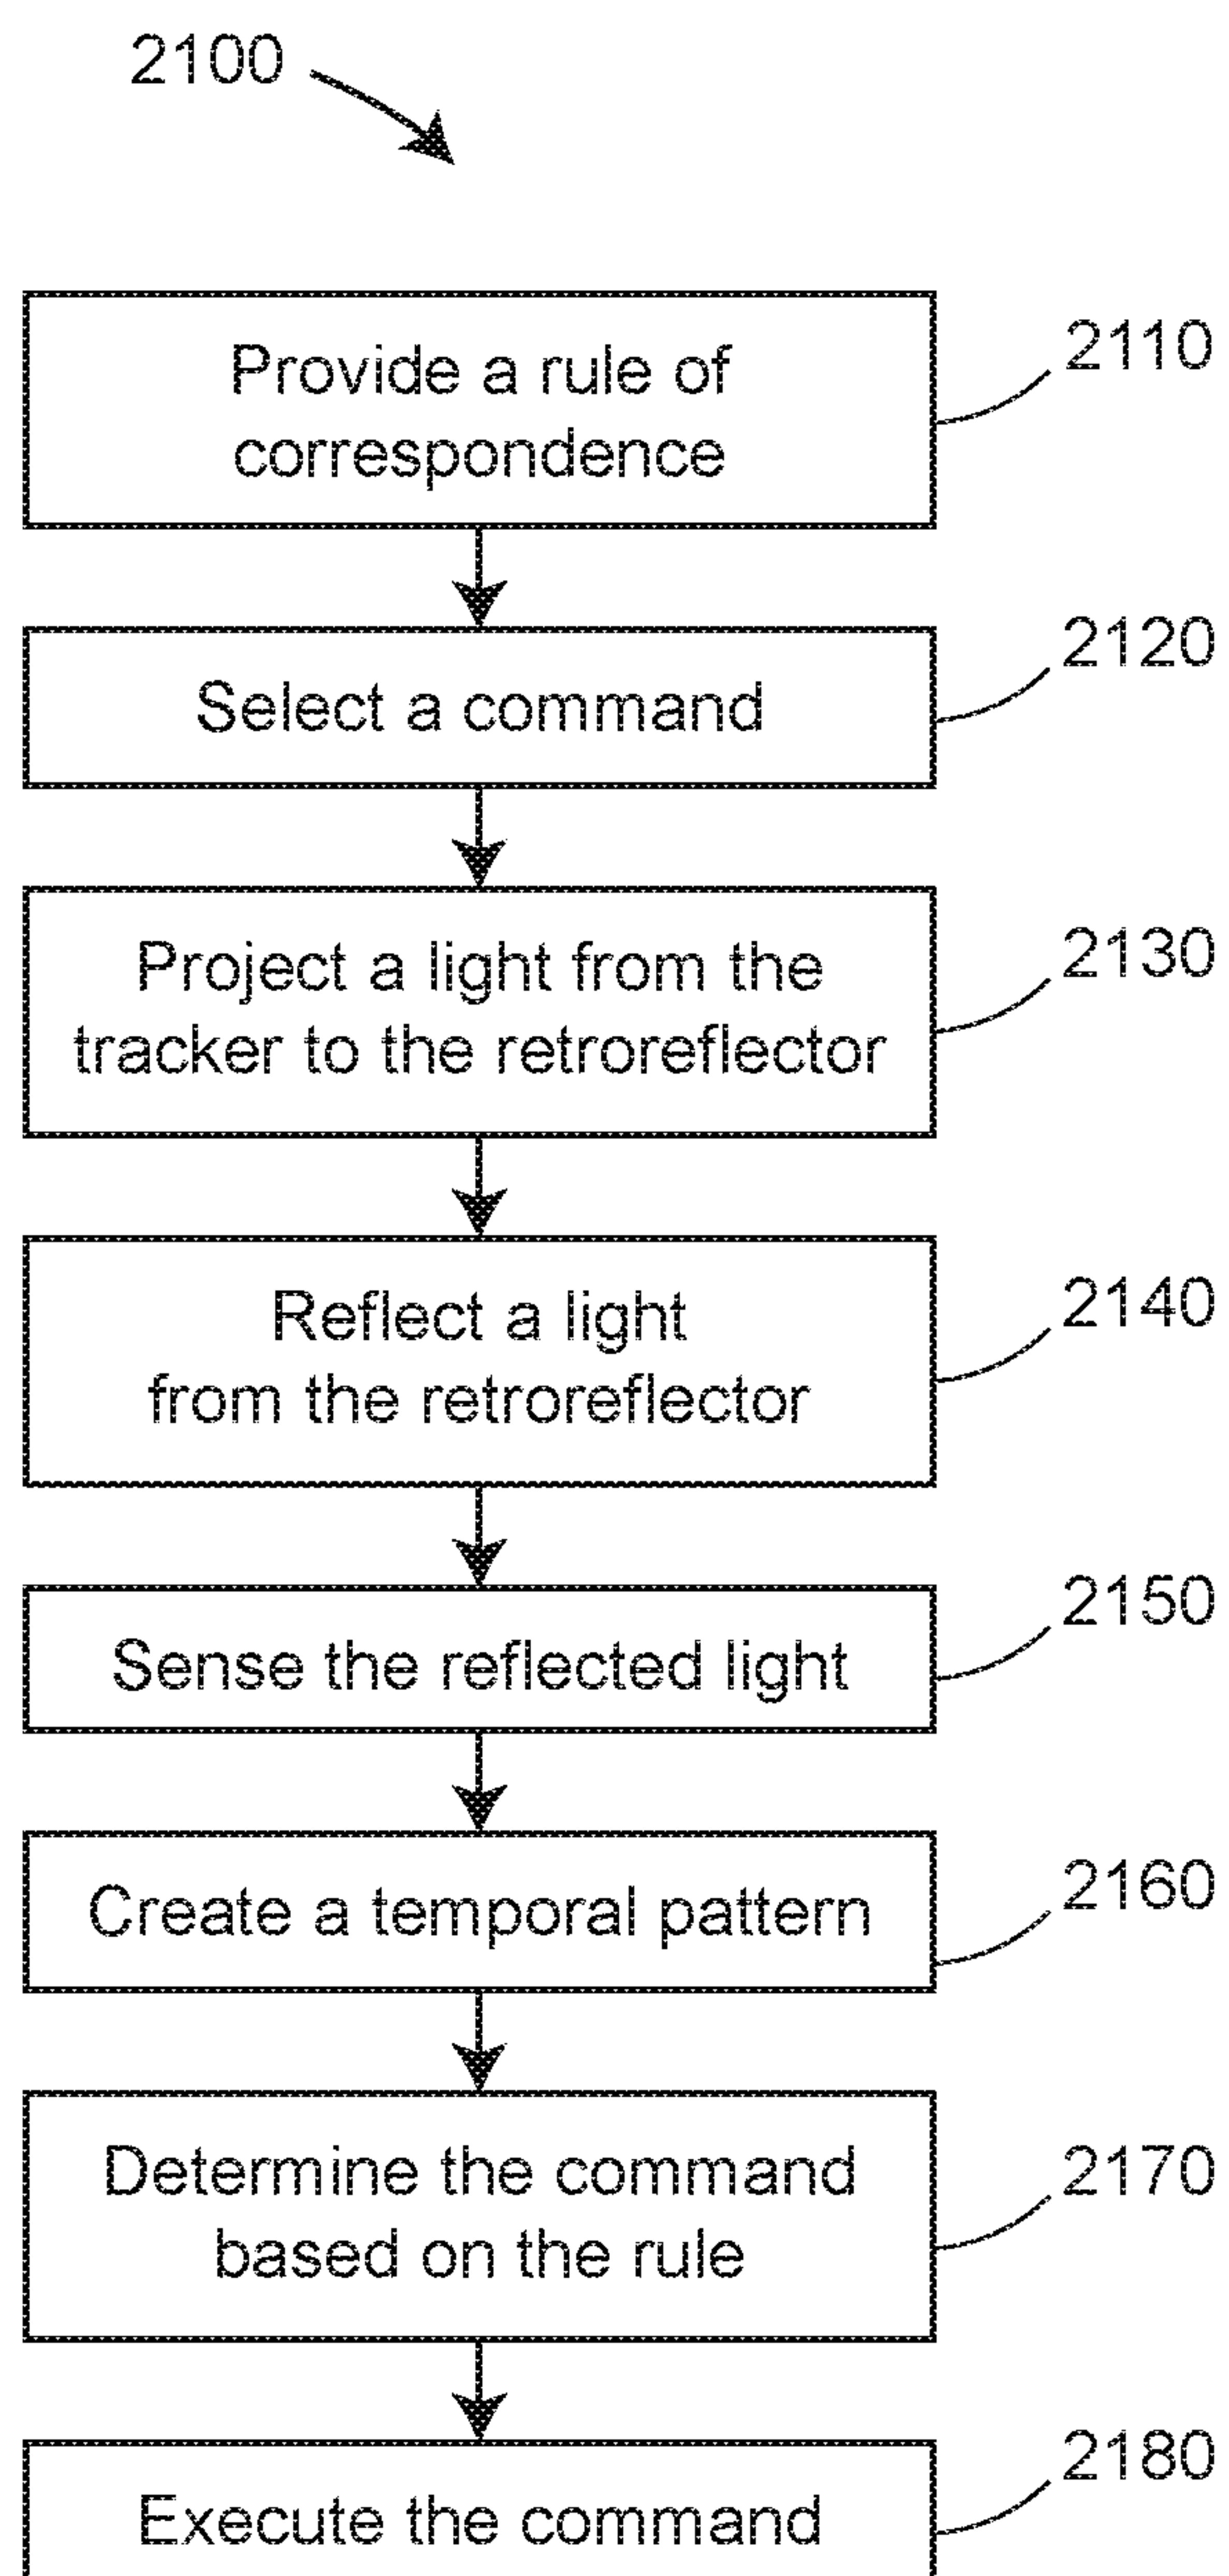 2100
Provide a rule of
correspondence
2110
Select a command
2120
Project a light from the
tracker to the retroreflector
2130
Reflect a light
from the retroreflector
2140
Sense the reflected light
2150
Create a temporal pattern
2160
Determine the command
based on the rule
2170
Execute the command
2180